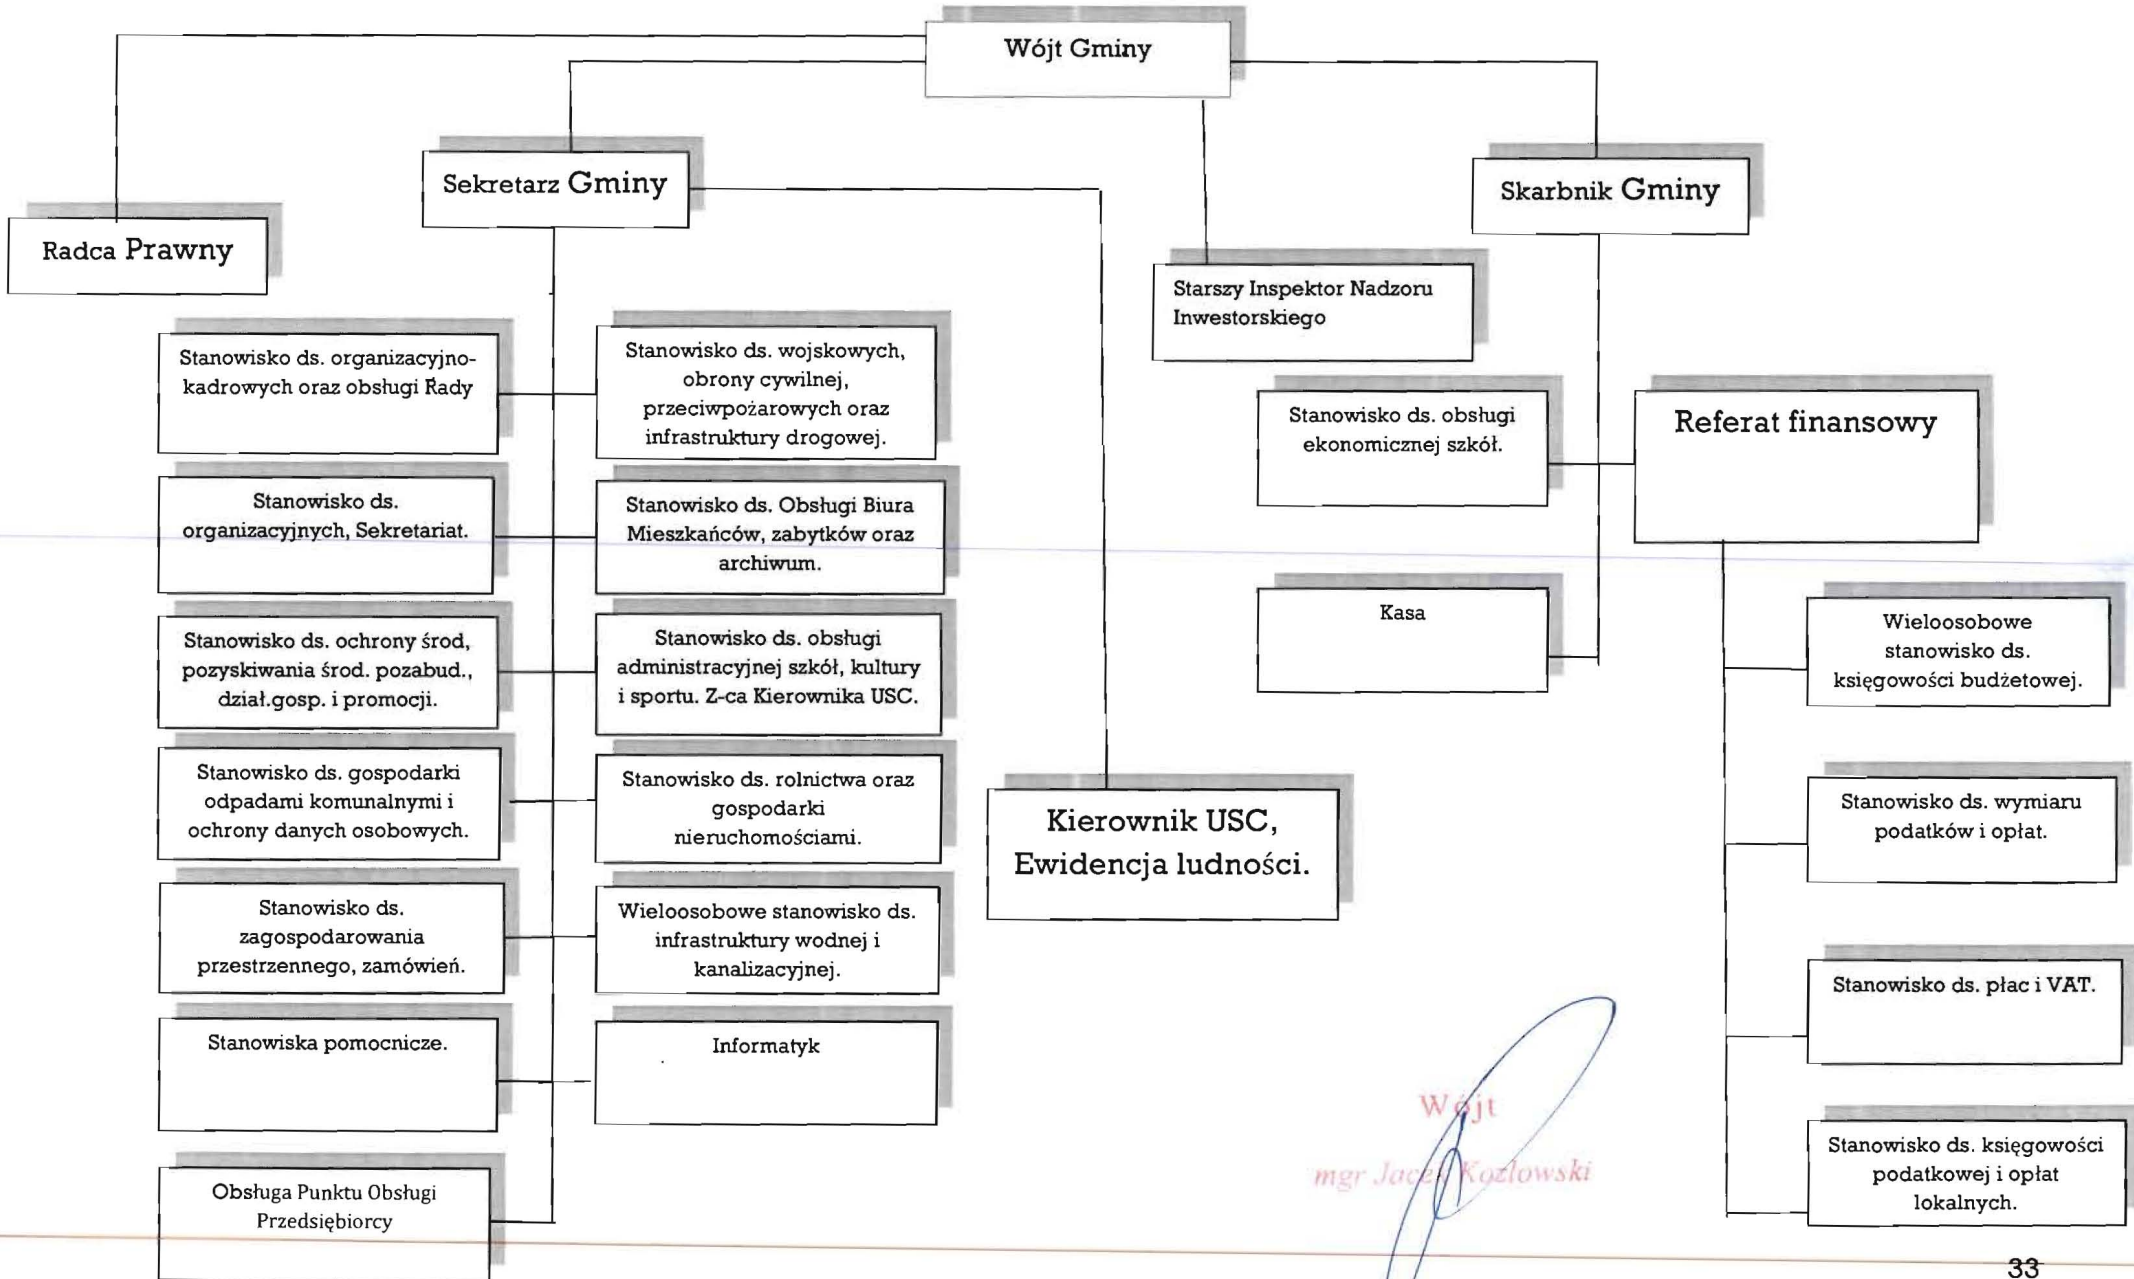 Wójt Gminy
Sekretarz Gminy
Skarbnik Gminy
Radca Prawny
Starszy Inspektor Nadzoru
Inwestorskiego
Stanowisko ds. organizacyjno-
kadrowych oraz obsługi Rady
Stanowisko ds. wojskowych,
obrony cywilnej,
przeciwpożarowych oraz
infrastruktury drogowej.
Stanowisko ds. obsługi
ekonomicznej szkół.
Referat finansowy
Stanowisko ds.
organizacyjnych, Sekretariat.
Stanowisko ds. Obsługi Biura
Mieszkańców, zabytków oraz
archiwum.
Kasa
Wieloosobowe
stanowisko ds.
księgowości budżetowej.
Stanowisko ds. ochrony środ,
pozyskiwania środ. pozabud.,
dział.gosp. i promocji.
Stanowisko ds. obsługi
administracyjnej szkół, kultury
i sportu. Z-ca Kierownika USC.
Stanowisko ds. gospodarki
odpadami komunalnymi i
ochrony danych osobowych.
Stanowisko ds. rolnictwa oraz
gospodarki
nieruchomościami.
Kierownik USC,
Ewidencja ludności.
Stanowisko ds. wymiaru
podatków i opłat.
Stanowisko ds.
zagospodarowania
przestrzennego, zamówień.
Wieloosobowe stanowisko ds.
infrastruktury wodnej i
kanalizacyjnej.
Stanowisko ds. płac i VAT.
Stanowiska pomocnicze.
Informatyk
Stanowisko ds. księgowości
podatkowej i opłat
lokalnych.
Obsługa Punktu Obsługi
Przedsiębiorcy
Wójt
mgr Jacek Kozłowski
33